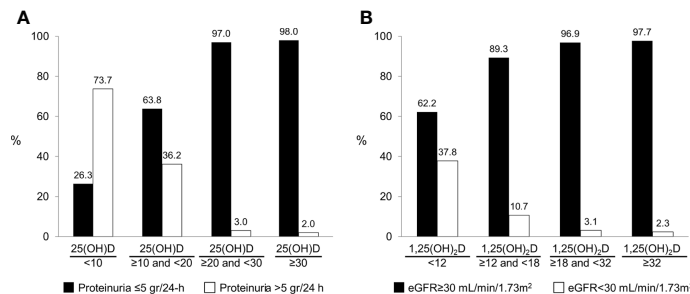 A
100
80
60
%
40
20
0
26.3
73.7
63.8
36.2
97.0
3.0
98.0
2.0
25(OH)D
<10
25(OH)D
≥10 and <20
25(OH)D
≥20 and <30
25(OH)D
≥30
Proteinuria ≤5 gr/24-h
Proteinuria >5 gr/24 h
B
100
80
60
%
40
20
0
62.2
37.8
89.3
10.7
96.9
3.1
97.7
2.3
1,25(OH)₂D
<12
1,25(OH)₂D
≥12 and <18
1,25(OH)₂D
≥18 and <32
1,25(OH)₂D
≥32
eGFR≥30 mL/min/1.73m²
eGFR<30 mL/min/1.73m